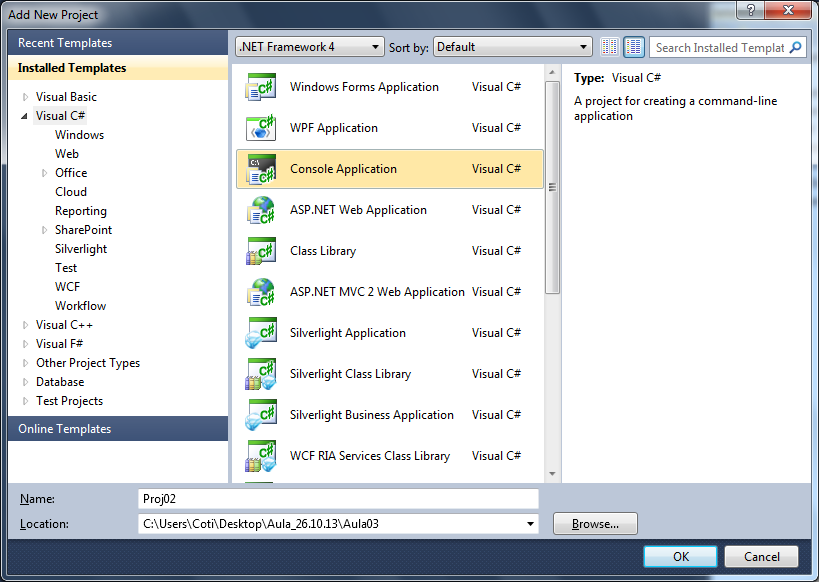 Add New Project
?
Recent Templates
Installed Templates
Visual Basic
Visual C#
Windows
Web
Office
Cloud
Reporting
SharePoint
Silverlight
Test
WCF
Workflow
Visual C++
Visual F#
Other Project Types
Database
Test Projects
Online Templates
.NET Framework 4 Sort by: Default Search Installed Templat
Windows Forms Application Visual C#
WPF Application Visual C#
Console Application Visual C#
ASP.NET Web Application Visual C#
Class Library Visual C#
ASP.NET MVC 2 Web Application Visual C#
Silverlight Application Visual C#
Silverlight Class Library Visual C#
Silverlight Business Application Visual C#
WCF RIA Services Class Library Visual C#
Type: Visual C#
A project for creating a command-line
application
Name: Proj02
Location: C:\Users\Coti\Desktop\Aula_26.10.13\Aula03 Browse...
OK Cancel